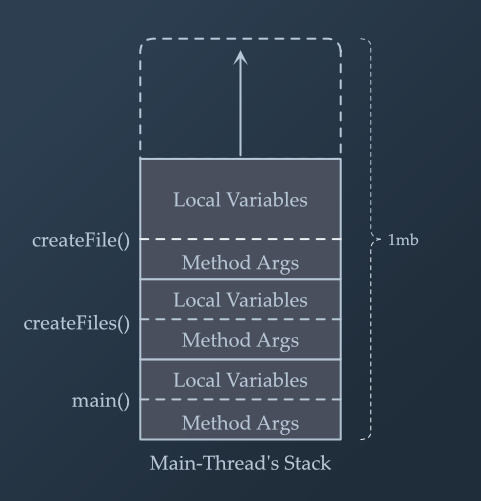 Local Variables
createFile()
Method Args
1mb
Local Variables
createFiles()
Method Args
Local Variables
main()
Method Args
Main-Thread's Stack